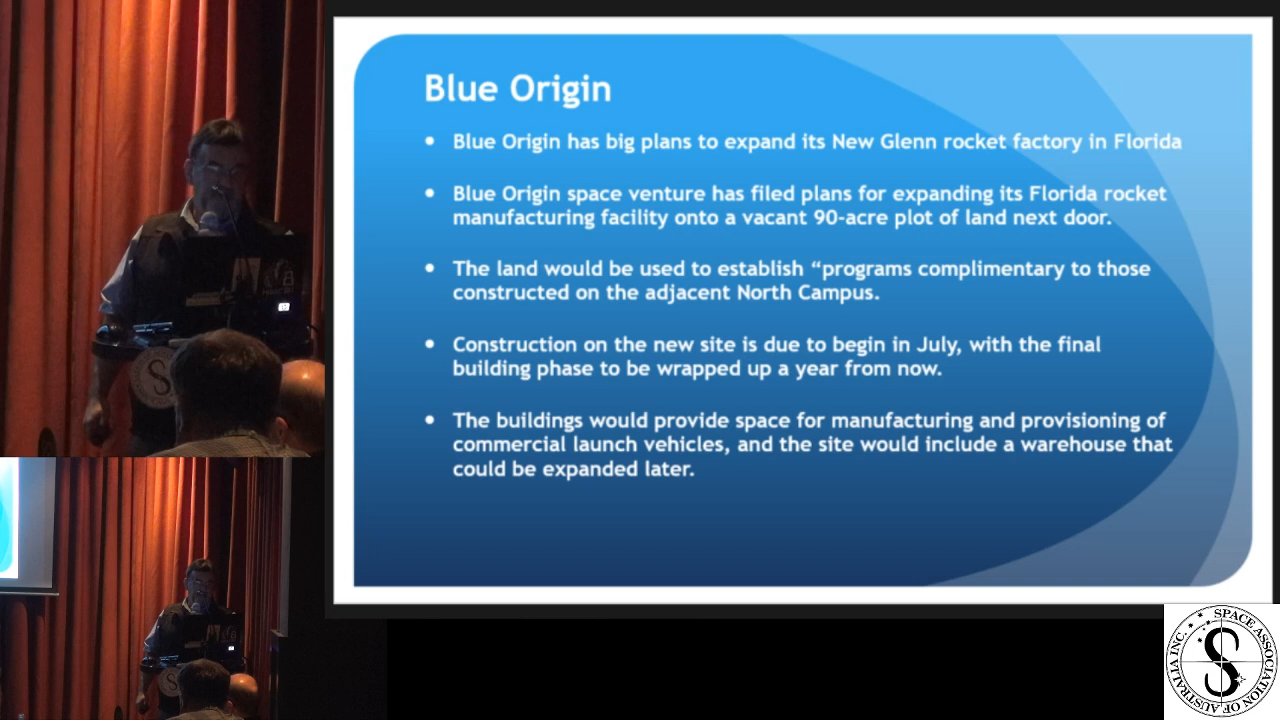 Blue Origin
• Blue Origin has big plans to expand its New Glenn rocket factory in Florida
• Blue Origin space venture has filed plans for expanding its Florida rocket
manufacturing facility onto a vacant 90-acre plot of land next door.
• The land would be used to establish “programs complimentary to those
constructed on the adjacent North Campus.
• Construction on the new site is due to begin in July, with the final
building phase to be wrapped up a year from now.
• The buildings would provide space for manufacturing and provisioning of
commercial launch vehicles, and the site would include a warehouse that
could be expanded later.
SPACE ASSOCIATION OF AUSTRALIA INC.
S